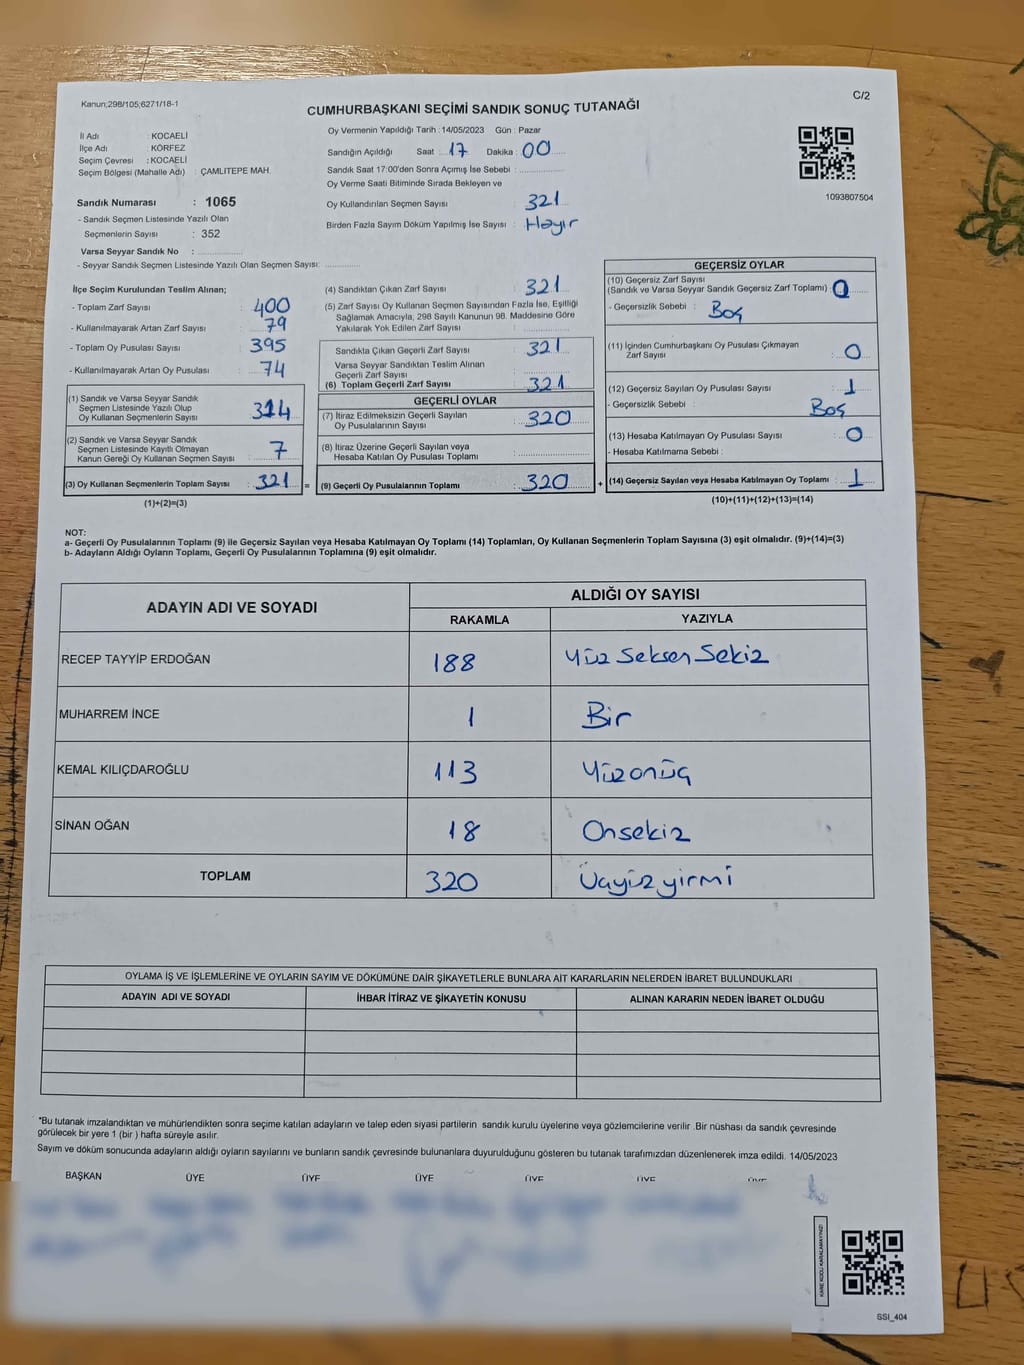 Kanun;298/105;6271/18-1
C/2
CUMHURBAŞKANI SEÇİMİ SANDIK SONUÇ TUTANAĞI
İl Adı : KOCAELİ
İlçe Adı : KÖRFEZ
Seçim Çevresi : KOCAELİ
Seçim Bölgesi (Mahalle Adı) : ÇAMLITEPE MAH.
Sandık Numarası : 1065
- Sandık Seçmen Listesinde Yazılı Olan
Seçmenlerin Sayısı : 352
Varsa Seyyar Sandık No :
- Seyyar Sandık Seçmen Listesinde Yazılı Olan Seçmen Sayısı:
Oy Vermenin Yapıldığı Tarih : 14/05/2023 Gün : Pazar
Sandığın Açıldığı Saat : 17 Dakika : 00
Sandık Saat 17:00'den Sonra Açılmış İse Sebebi :
Oy Verme Saati Bitiminde Sırada Bekleyen ve
Oy Kullandırılan Seçmen Sayısı : 321
Birden Fazla Sayım Döküm Yapılmış İse Sayısı : Hayır
1093807504
İlçe Seçim Kurulundan Teslim Alınan;
- Toplam Zarf Sayısı : 400
- Kullanılmayarak Artan Zarf Sayısı : 79
- Toplam Oy Pusulası Sayısı : 395
- Kullanılmayarak Artan Oy Pusulası : 74
(1) Sandık ve Varsa Seyyar Sandık
Seçmen Listesinde Yazılı Olup
Oy Kullanan Seçmenlerin Sayısı : 314
(2) Sandık ve Varsa Seyyar Sandık
Seçmen Listesinde Kayıtlı Olmayan
Kanun Gereği Oy Kullanan Seçmen Sayısı : 7
(3) Oy Kullanan Seçmenlerin Toplam Sayısı : 321 =
(1)+(2)=(3)
(4) Sandıktan Çıkan Zarf Sayısı : 321
(5) Zarf Sayısı Oy Kullanan Seçmen Sayısından Fazla İse, Eşitliği
Sağlamak Amacıyla, 298 Sayılı Kanunun 98. Maddesine Göre
Yakılarak Yok Edilen Zarf Sayısı :
Sandıkta Çıkan Geçerli Zarf Sayısı : 321
Varsa Seyyar Sandıktan Teslim Alınan
Geçerli Zarf Sayısı :
(6) Toplam Geçerli Zarf Sayısı : 321
GEÇERLİ OYLAR
(7) İtiraz Edilmeksizin Geçerli Sayılan
Oy Pusulalarının Sayısı : 320
(8) İtiraz Üzerine Geçerli Sayılan veya
Hesaba Katılan Oy Pusulası Toplamı :
(9) Geçerli Oy Pusulalarının Toplamı : 320 +
GEÇERSİZ OYLAR
(10) Geçersiz Zarf Sayısı
(Sandık ve Varsa Seyyar Sandık Geçersiz Zarf Toplamı) : 0
- Geçersizlik Sebebi : Boş
(11) İçinden Cumhurbaşkanı Oy Pusulası Çıkmayan
Zarf Sayısı : 0
(12) Geçersiz Sayılan Oy Pusulası Sayısı : 1
- Geçersizlik Sebebi : Boş
(13) Hesaba Katılmayan Oy Pusulası Sayısı : 0
- Hesaba Katılmama Sebebi :
(14) Geçersiz Sayılan veya Hesaba Katılmayan Oy Toplamı : 1
(10)+(11)+(12)+(13)=(14)
NOT:
a- Geçerli Oy Pusulalarının Toplamı (9) ile Geçersiz Sayılan veya Hesaba Katılmayan Oy Toplamı (14) Toplamları, Oy Kullanan Seçmenlerin Toplam Sayısına (3) eşit olmalıdır. (9)+(14)=(3)
b- Adayların Aldığı Oyların Toplamı, Geçerli Oy Pusulalarının Toplamına (9) eşit olmalıdır.
ADAYIN ADI VE SOYADI
ALDIĞI OY SAYISI
RAKAMLA YAZIYLA
RECEP TAYYİP ERDOĞAN 188 Yüz Seksen Sekiz
MUHARREM İNCE 1 Bir
KEMAL KILIÇDAROĞLU 113 Yüzonüç
SİNAN OĞAN 18 Onsekiz
TOPLAM 320 Üçyüzyirmi
OYLAMA İŞ VE İŞLEMLERİNE VE OYLARIN SAYIM VE DÖKÜMÜNE DAİR ŞİKAYETLERLE BUNLARA AİT KARARLARIN NELERDEN İBARET BULUNDUKLARI
ADAYIN ADI VE SOYADI İHBAR İTİRAZ VE ŞİKAYETİN KONUSU ALINAN KARARIN NEDEN İBARET OLDUĞU
*Bu tutanak imzalandıktan ve mühürlendikten sonra seçime katılan adayların ve talep eden siyasi partilerin sandık kurulu üyelerine veya gözlemcilerine verilir .Bir nüshası da sandık çevresinde
görülecek bir yere 1 (bir ) hafta süreyle asılır.
Sayım ve döküm sonucunda adayların aldığı oyların sayılarını ve bunların sandık çevresinde bulunanlara duyurulduğunu gösteren bu tutanak tarafımızdan düzenlenerek imza edildi. 14/05/2023
BAŞKAN ÜYE ÜYE ÜYE ÜYE ÜYE ÜYE
KARE KODU KARALAMAYINIZ!
SSI_404